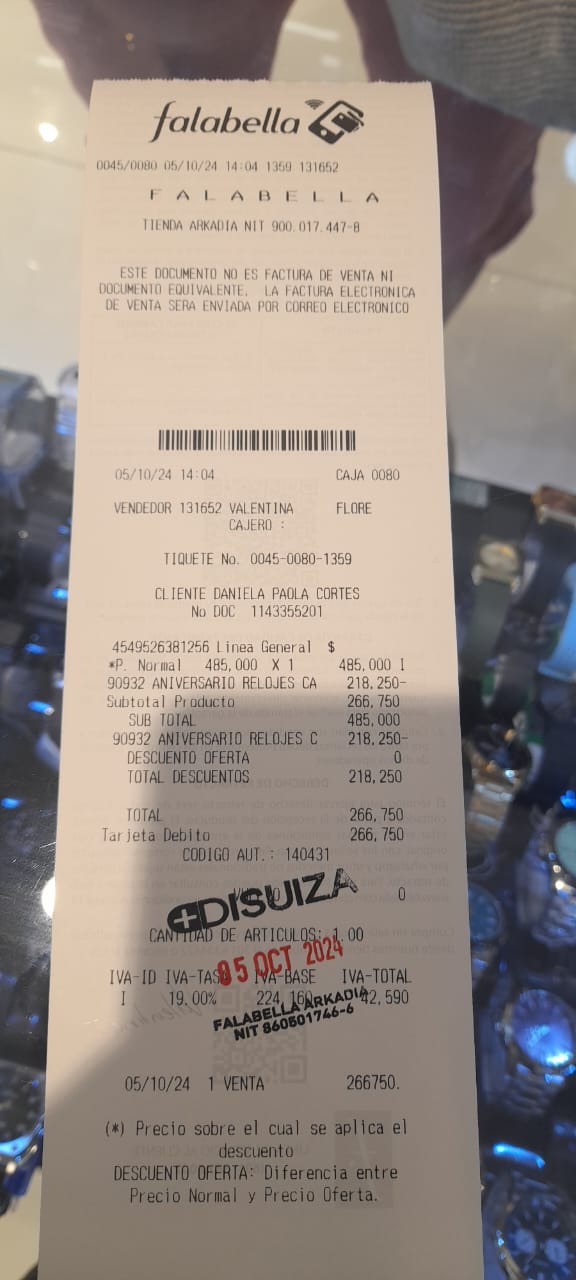 falabella
0045/0080 05/10/24 14:04 1359 131652
F A L A B E L L A
TIENDA ARKADIA NIT 900.017.447-8
ESTE DOCUMENTO NO ES FACTURA DE VENTA NI
DOCUMENTO EQUIVALENTE, LA FACTURA ELECTRONICA
DE VENTA SERA ENVIADA POR CORREO ELECTRONICO
05/10/24 14:04 CAJA 0080
VENDEDOR 131652 VALENTINA FLORE
CAJERO :
TIQUETE No. 0045-0080-1359
CLIENTE DANIELA PAOLA CORTES
No DOC 1143355201
4549526381256 Linea General $
*P. Normal 485,000 X 1 485,000 I
90932 ANIVERSARIO RELOJES CA 218,250-
Subtotal Producto 266,750
SUB TOTAL 485,000
90932 ANIVERSARIO RELOJES C 218,250-
DESCUENTO OFERTA 0
TOTAL DESCUENTOS 218,250
TOTAL 266,750
Tarjeta Debito 266,750
CODIGO AUT.: 140431
0
DISUIZA
CANTIDAD DE ARTICULOS: 1.00
05 OCT 2024
IVA-ID IVA-TASA IVA-BASE IVA-TOTAL
I 19.00% 224,160 42,590
FALABELLA ARKADIA
NIT 860501746-6
05/10/24 1 VENTA 266750.
(*) Precio sobre el cual se aplica el
descuento
DESCUENTO OFERTA: Diferencia entre
Precio Normal y Precio Oferta.